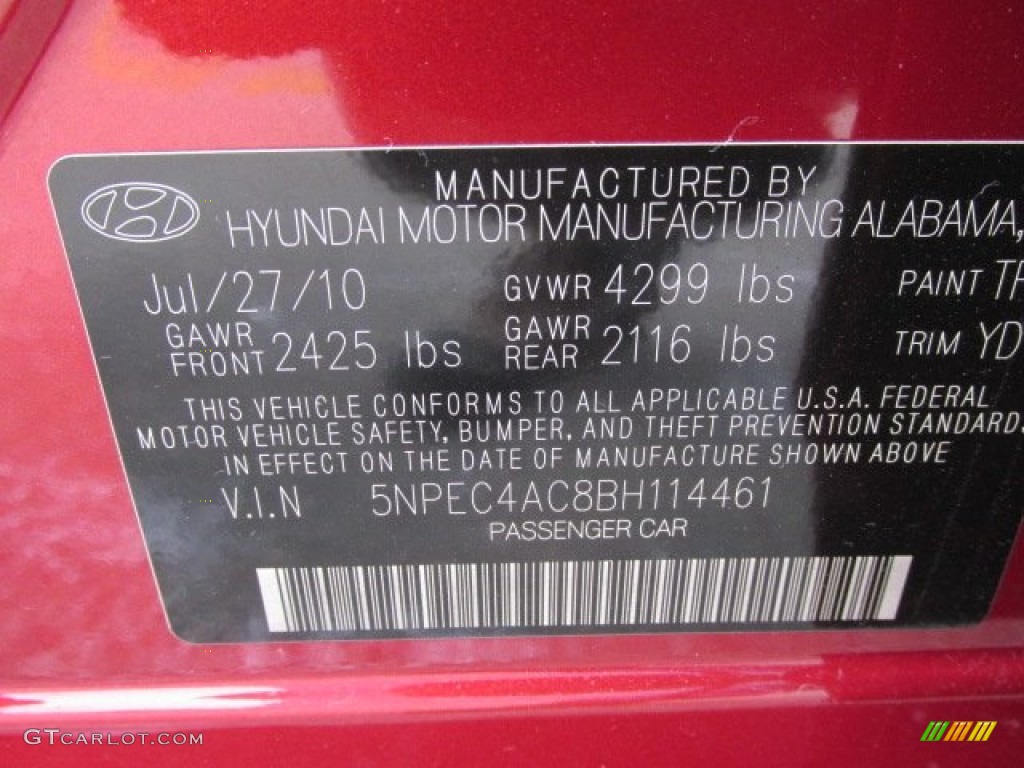 MANUFACTURED BY
HYUNDAI MOTOR MANUFACTURING ALABAMA,
Jul/27/10 GVWR 4299 lbs PAINT
GAWR FRONT 2425 lbs GAWR REAR 2116 lbs TRIM YD
THIS VEHICLE CONFORMS TO ALL APPLICABLE U.S.A. FEDERAL
MOTOR VEHICLE SAFETY, BUMPER, AND THEFT PREVENTION STANDARDS
IN EFFECT ON THE DATE OF MANUFACTURE SHOWN ABOVE
V.I.N 5NPEC4AC8BH114461
PASSENGER CAR
GTCARLOT.COM